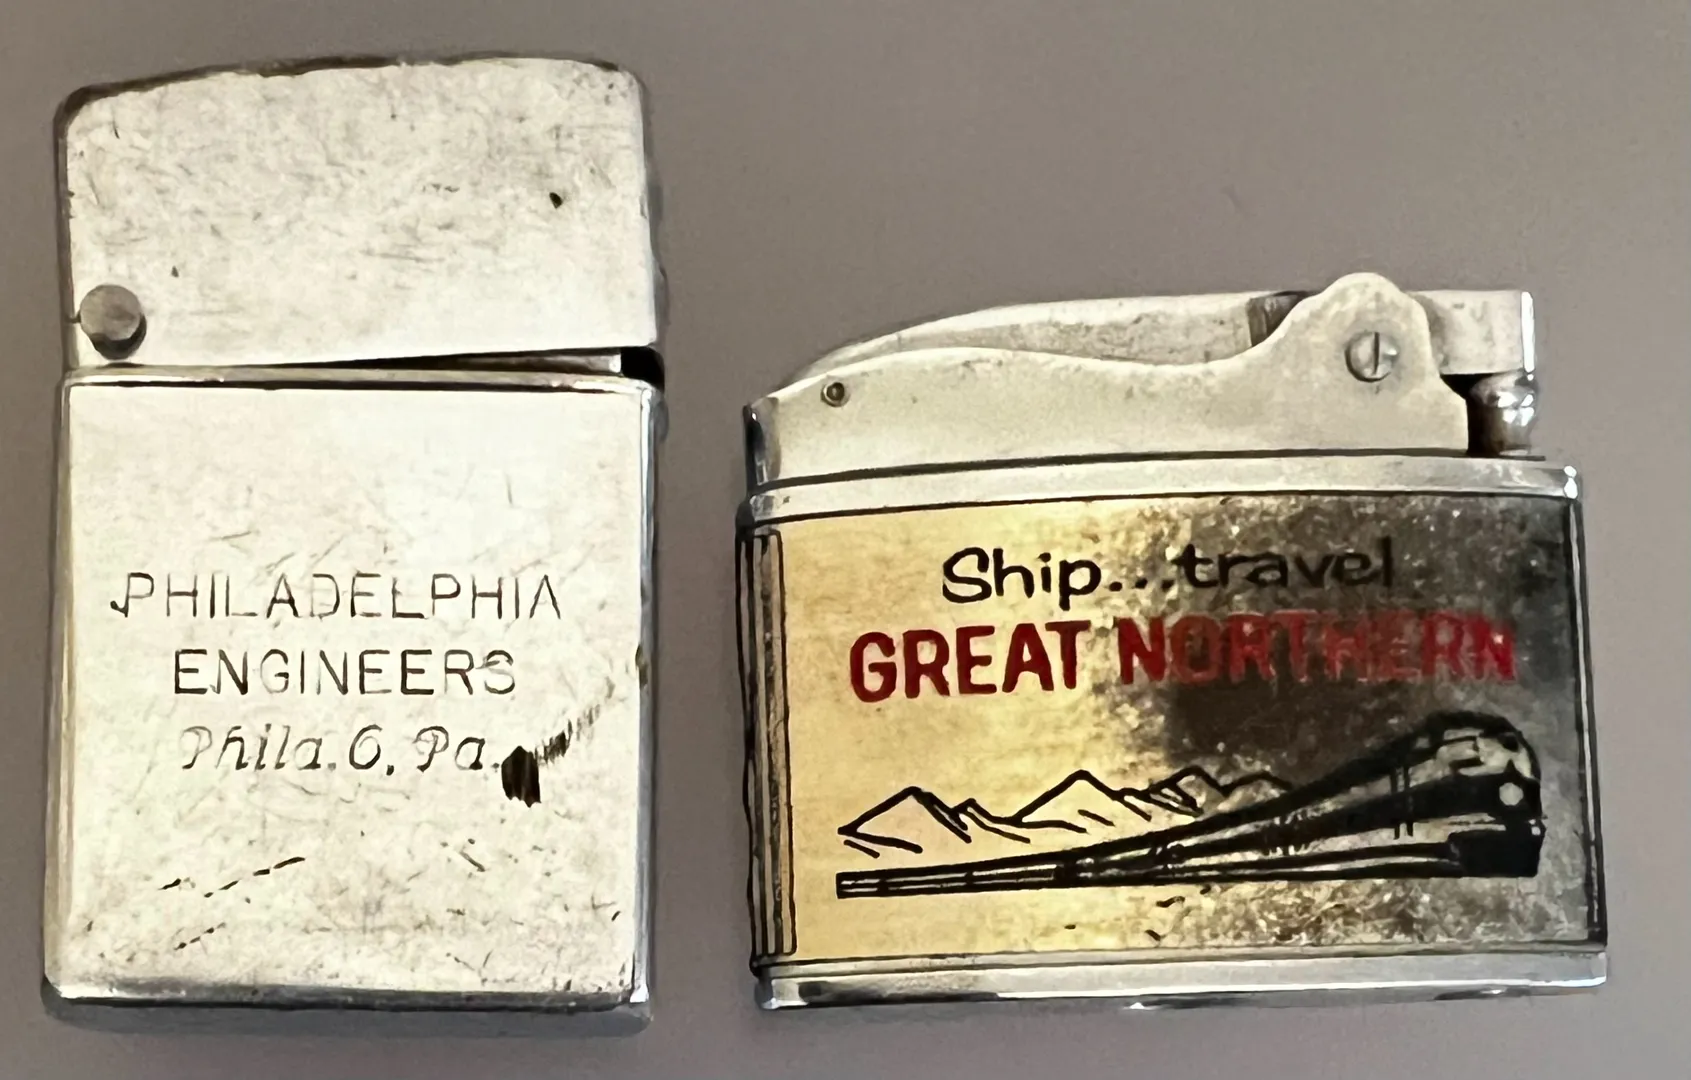 PHILADELPHIA
ENGINEERS
Phila. 6, Pa.
Ship...travel
GREAT NORTHERN